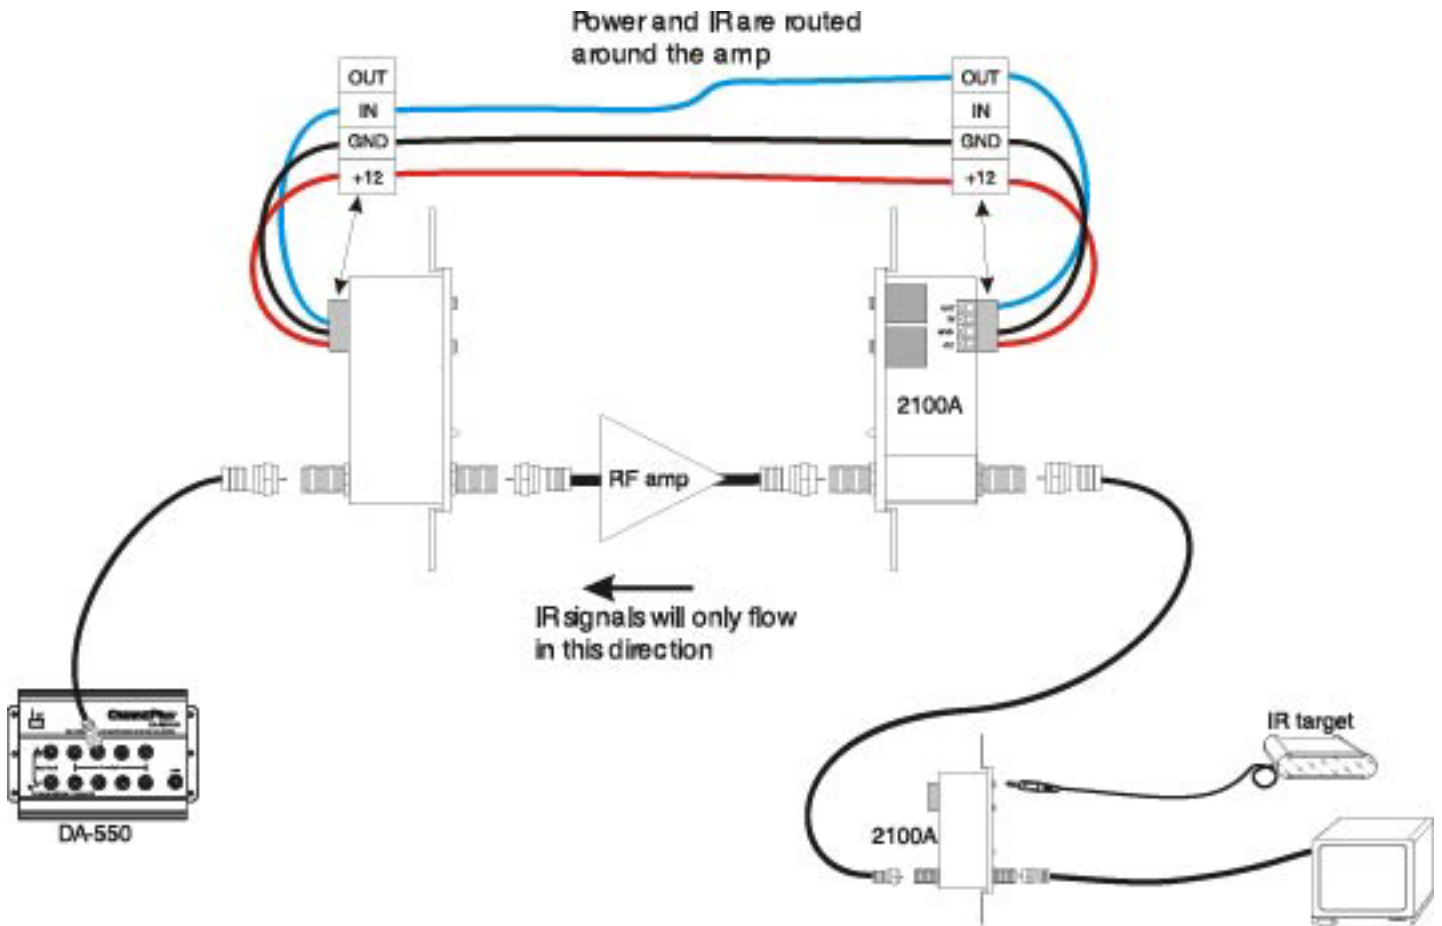 Power and IR are routed
around the amp
OUT
IN
GND
+12
OUT
IN
GND
+12
2100A
RF amp
IR signals will only flow
in this direction
IR target
2100A
DA-550